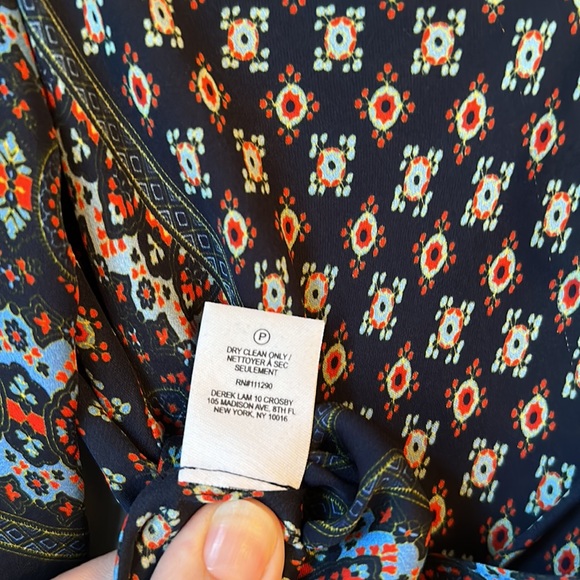 P
DRY CLEAN ONLY/
NETTOYER À SEC
SEULEMENT
RN#111290
DEREK LAM 10 CROSBY
105 MADISON AVE, 8TH FL
NEW YORK, NY 10016